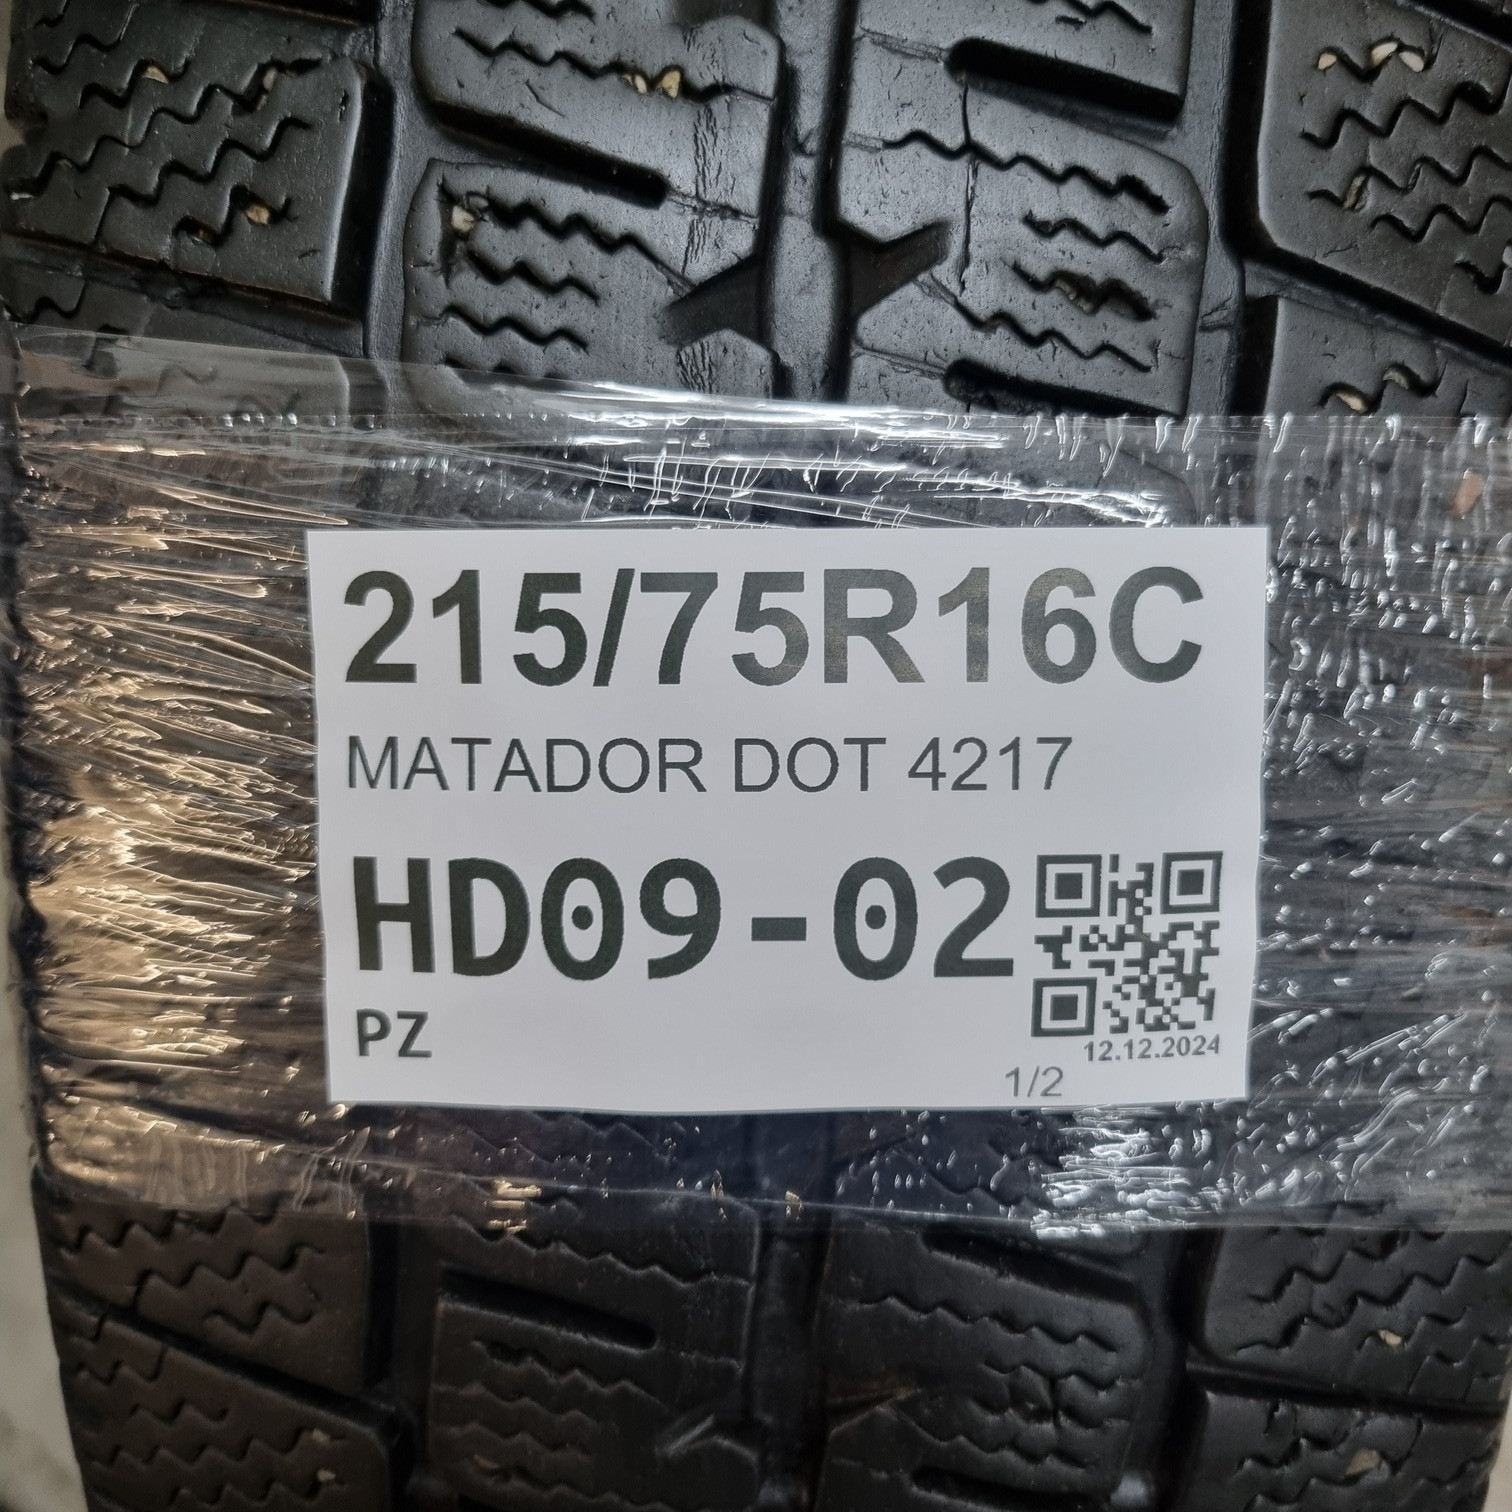 215/75R16C
MATADOR DOT 4217
HD09-02
PZ
12.12.2024
1/2